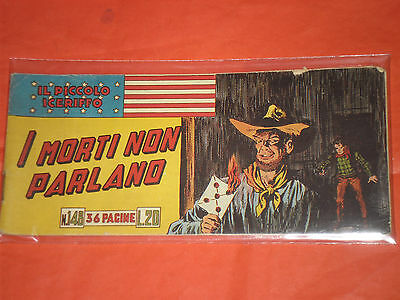 IL PICCOLO
SCERIFFO
I MORTI NON
PARLANO
N.148 36 PAGINE L.20